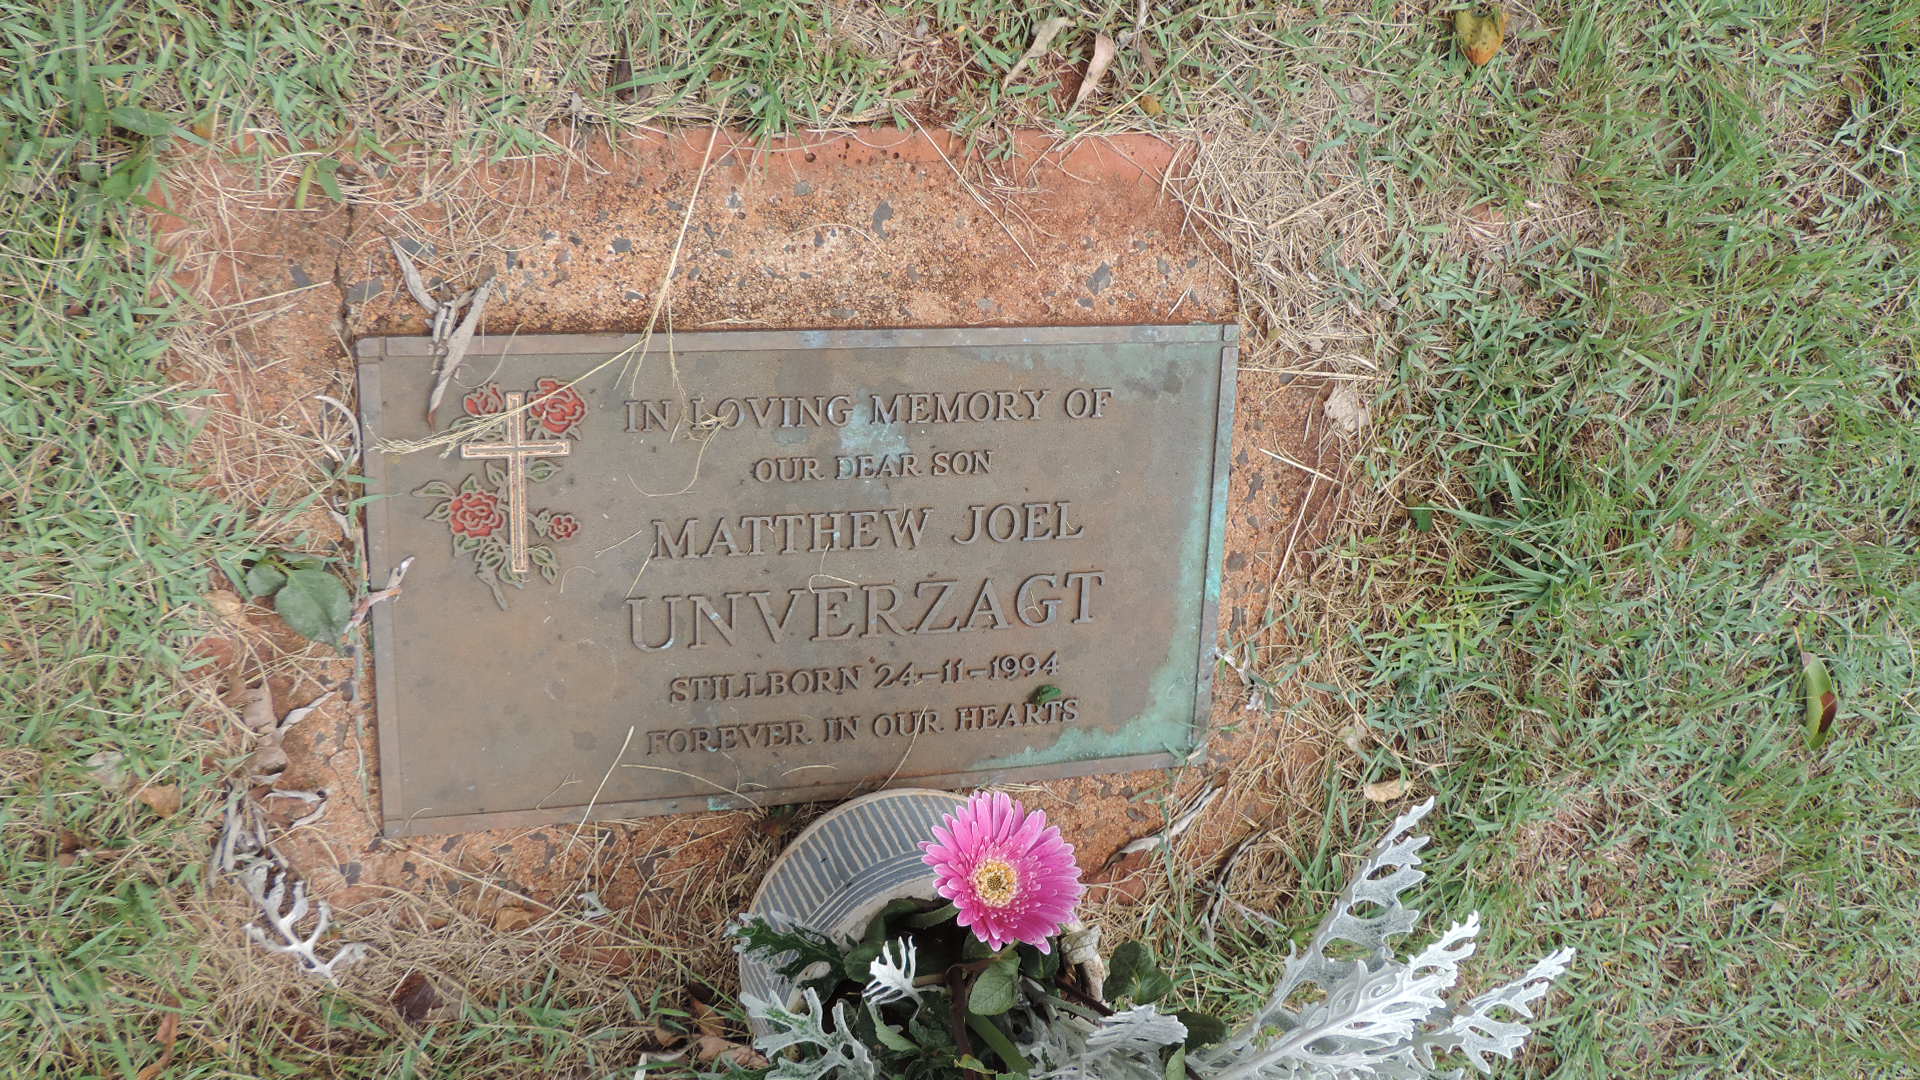 IN LOVING MEMORY OF
OUR DEAR SON
MATTHEW JOEL
UNVERZAGT
STILLBORN 24-11-1994
FOREVER IN OUR HEARTS